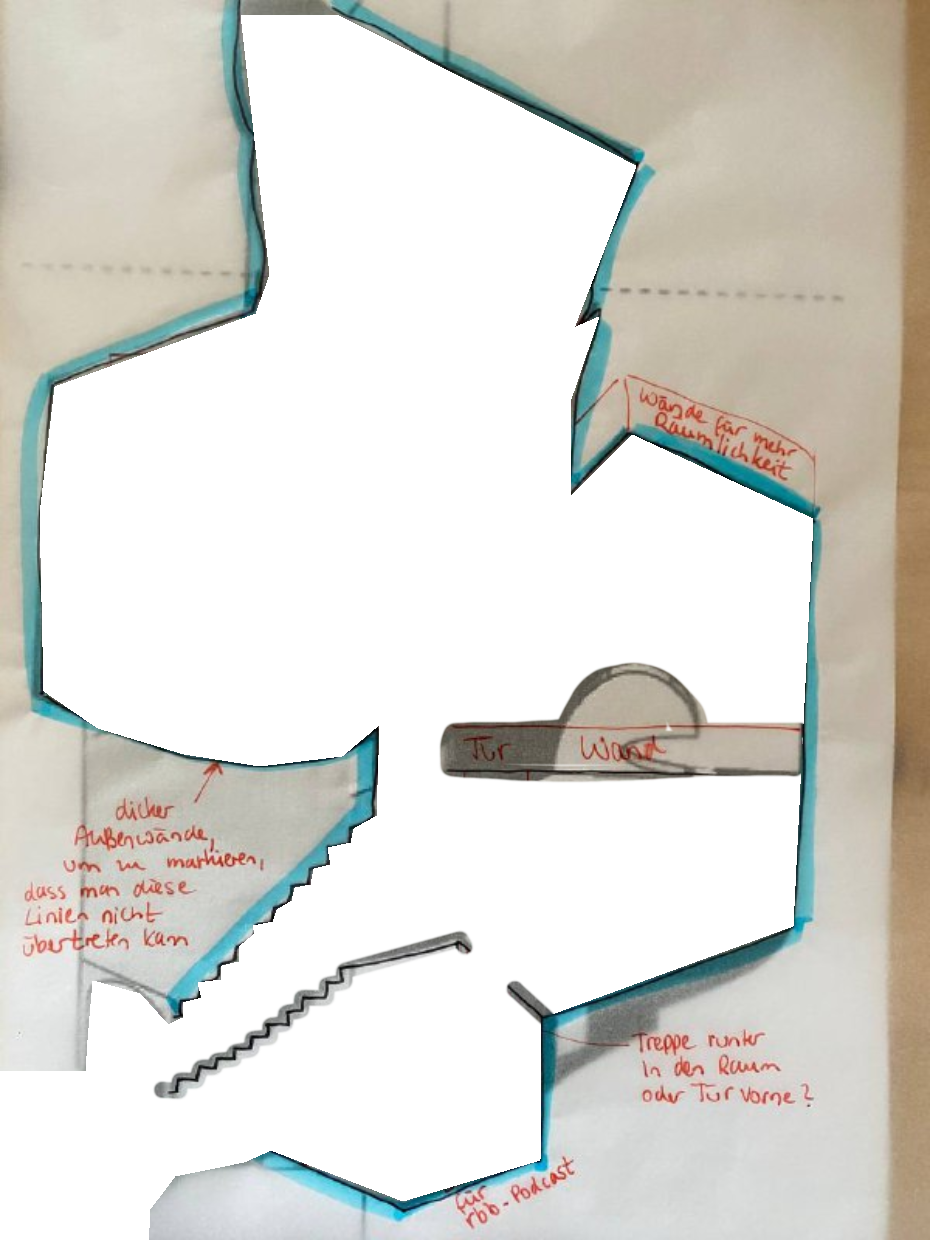 Wände für mehr
Räumlichkeit
Tür Wand
dicker
Außenwände,
um zu markieren,
dass man diese
Linien nicht
übertreten kann
Treppe runter
in den Raum
oder Tür vorne?
für
rbb-Podcast